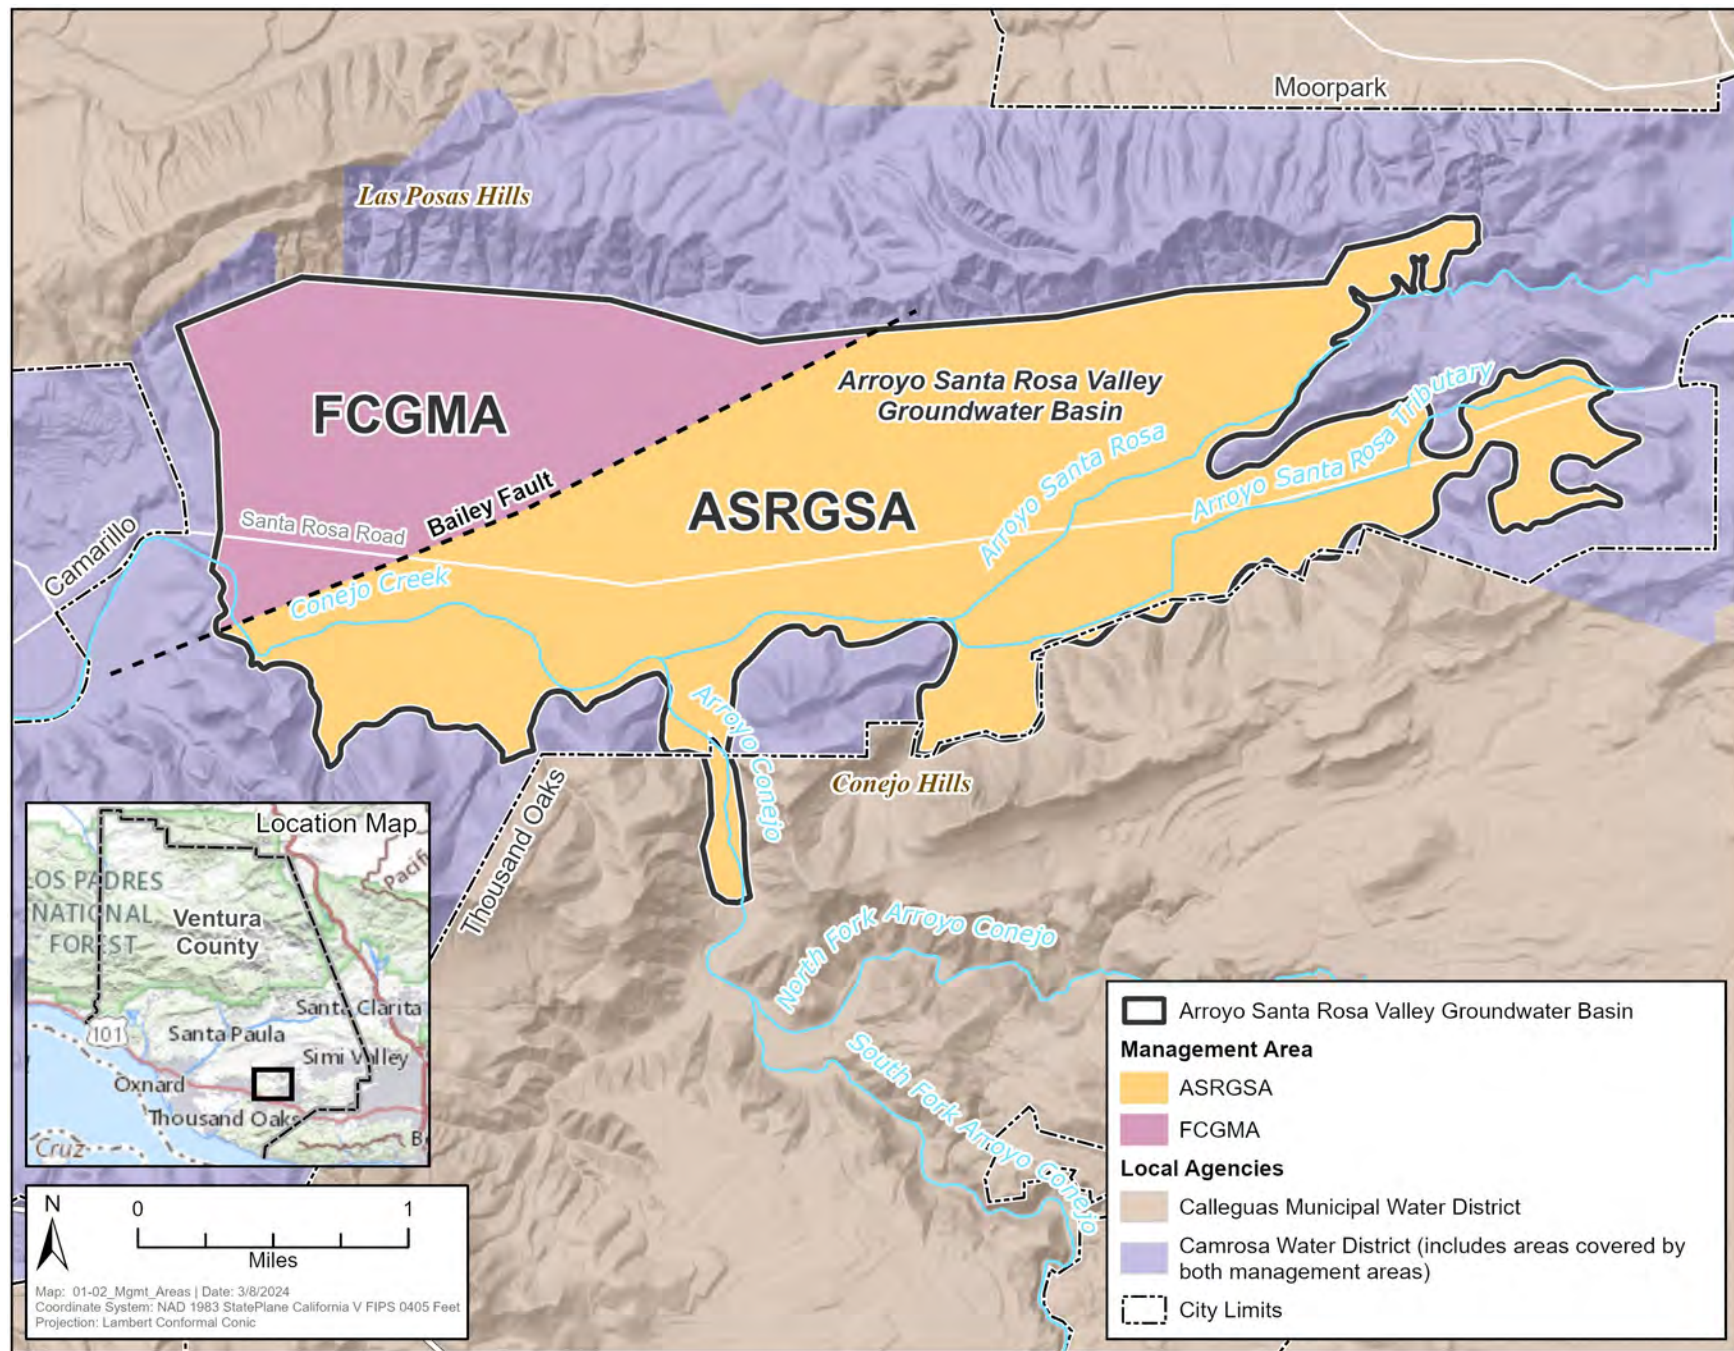 Moorpark
Las Posas Hills
FCGMA
Arroyo Santa Rosa Valley
Groundwater Basin
Arroyo Santa Rosa Tributary
Arroyo Santa Rosa
ASRGSA
Bailey Fault
Santa Rosa Road
Camarillo
Conejo Creek
Arroyo Conejo
Conejo Hills
Thousand Oaks
North Fork Arroyo Conejo
South Fork Arroyo Conejo
Location Map
Pacifi
LOS PADRES
NATIONAL
FOREST
Ventura
County
Santa Clarita
101
Santa Paula
Simi Valley
Oxnard
Thousand Oaks
Cruz
N
0 1
Miles
Map: 01-02_Mgmt_Areas | Date: 3/8/2024
Coordinate System: NAD 1983 StatePlane California V FIPS 0405 Feet
Projection: Lambert Conformal Conic
Arroyo Santa Rosa Valley Groundwater Basin
Management Area
ASRGSA
FCGMA
Local Agencies
Calleguas Municipal Water District
Camrosa Water District (includes areas covered by
both management areas)
City Limits